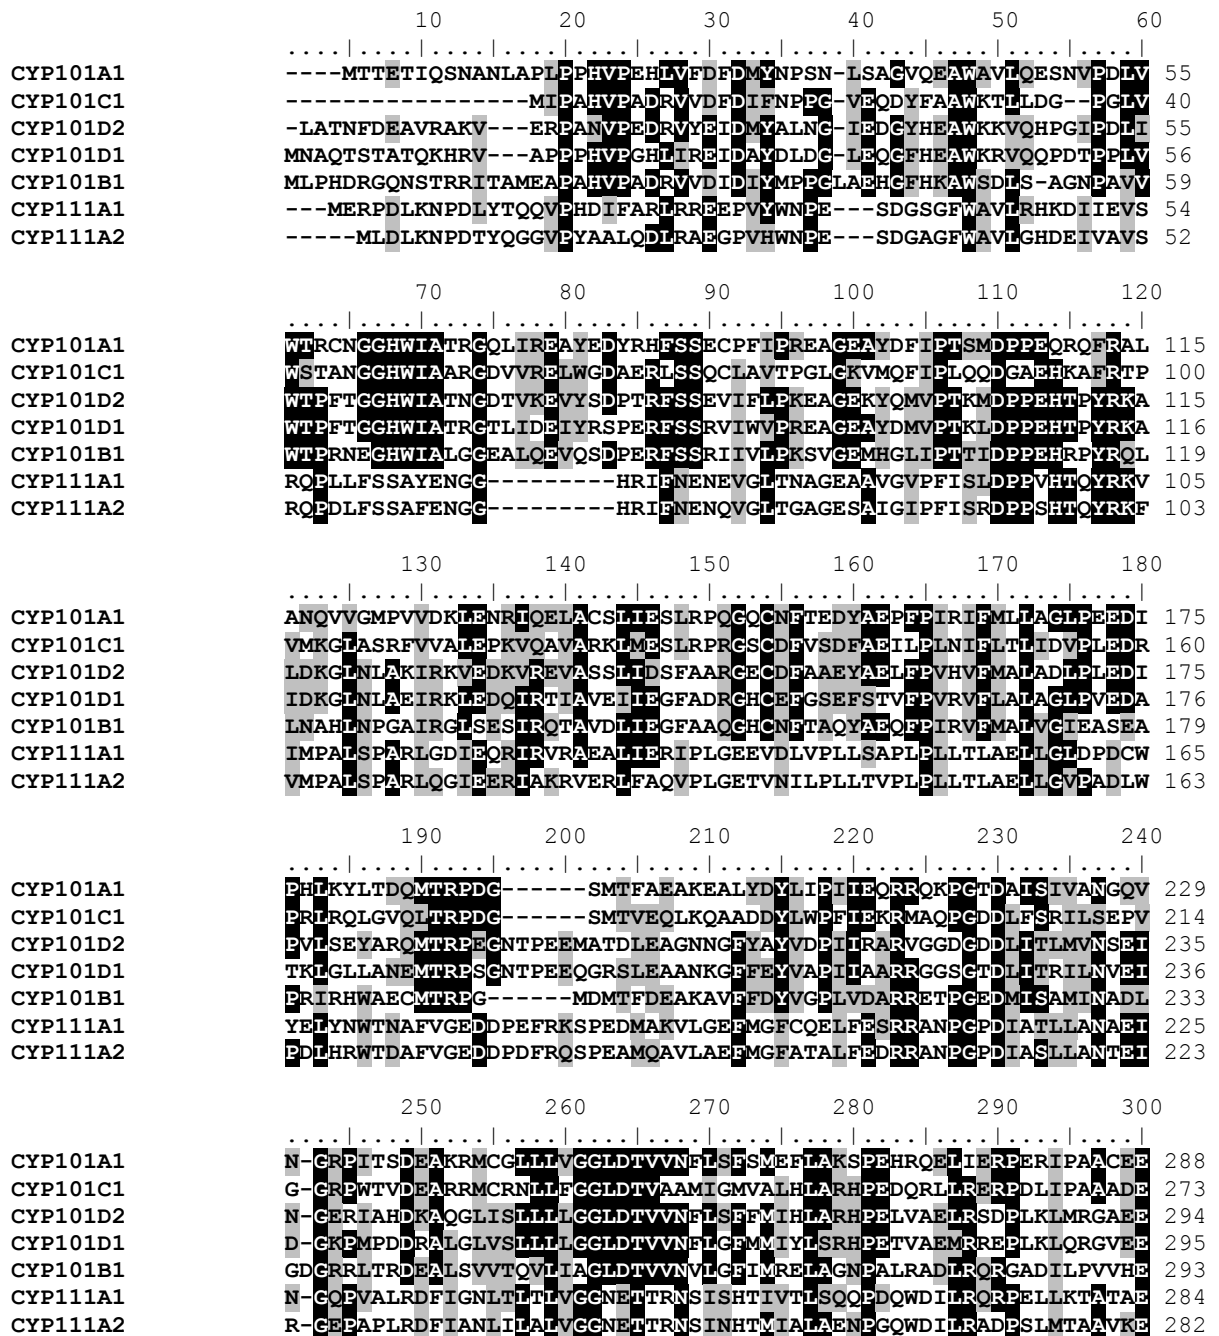 10 20 30 40 50 60
....|....|....|....|....|....|....|....|....|....|....|....|
CYP101A1 ----MTTETIQSNANLAPLPPHVPEHLVFDFDMYNPSN-LSAGVQEAWAVLQESNVPDLV 55
CYP101C1 -----------------MIPAHVPADRVVDFDIFNPPG-VEQDYFAAWKTLLDG--PGLV 40
CYP101D2 -LATNFDEAVRAKV---ERPANVPEDRVYEIDMYALNG-IEDGYHEAWKKVQHPGIPDLI 55
CYP101D1 MNAQTSTATQKHRV---APPPHVPGHLIREIDAYDLDG-LEQGFHEAWKRVQQPDTPPLV 56
CYP101B1 MLPHDRGQNSTRRITAMEAPAHVPADRVVDIDIYMPPGLAEHGFHKAWSDLS-AGNPAVV 59
CYP111A1 ---MERPDLKNPDLYTQQVPHDIFARLRREEPVYWNPE---SDGSGFWAVLRHKDIIEVS 54
CYP111A2 -----MLDLKNPDTYQGGVPYAALQDLRAEGPVHWNPE---SDGAGFWAVLGHDEIVAVS 52
70 80 90 100 110 120
....|....|....|....|....|....|....|....|....|....|....|....|
CYP101A1 WTRCNGGHWIATRGQLIREAYEDYRHFSSECPFIPREAGEAYDFIPTSMDPPEQRQFRAL 115
CYP101C1 WSTANGGHWIAARGDVVRELWGDAERLSSQCLAVTPGLGKVMQFIPLQQDGAEHKAFRTP 100
CYP101D2 WTPFTGGHWIATNGDTVKEVYSDPTRFSSEVIFLPKEAGEKYQMVPTKMDPPEHTPYRKA 115
CYP101D1 WTPFTGGHWIATRGTLIDEIYRSPERFSSRVIWVPREAGEAYDMVPTKLDPPEHTPYRKA 116
CYP101B1 WTPRNEGHWIALGGEALQEVQSDPERFSSRIIVLPKSVGEMHGLIPTTIDPPEHRPYRQL 119
CYP111A1 RQPLLFSSAYENGG---------HRIFNENEVGLTNAGEAAVGVPFISLDPPVHTQYRKV 105
CYP111A2 RQPDLFSSAFENGG---------HRIFNENQVGLTGAGESAIGIPFISRDPPSHTQYRKF 103
130 140 150 160 170 180
....|....|....|....|....|....|....|....|....|....|....|....|
CYP101A1 ANQVVGMPVVDKLENRIQELACSLIESLRPQGQCNFTEDYAEPFPIRIFMLLAGLPEEDI 175
CYP101C1 VMKGLASRFVVALEPKVQAVARKLMESLRPRGSCDFVSDFAEILPLNIFLTLIDVPLEDR 160
CYP101D2 LDKGLNLAKIRKVEDKVREVASSLIDSFAARGECDFAAEYAELFPVHVFMALADLPLEDI 175
CYP101D1 IDKGLNLAEIRKLEDQIRTIAVEIIEGFADRGHCEFGSEFSTVFPVRVFLALAGLPVEDA 176
CYP101B1 LNAHLNPGAIRGLSESIRQTAVDLIEGFAAQGHCNFTAQYAEQFPIRVFMALVGIEASEA 179
CYP111A1 IMPALSPARLGDIEQRIRVRAEALIERIPLGEEVDLVPLLSAPLPLLTLAELLGLDPDCW 165
CYP111A2 VMPALSPARLQGIEERIAKRVERLFAQVPLGETVNILPLLTVPLPLLTLAELLGVPADLW 163
190 200 210 220 230 240
....|....|....|....|....|....|....|....|....|....|....|....|
CYP101A1 PHLKYLTDQMTRPDG------SMTFAEAKEALYDYLIPIIEQRRQKPGTDAISIVANGQV 229
CYP101C1 PRLRQLGVQLTRPDG------SMTVEQLKQAADDYLWPFIEKRMAQPGDDLFSRILSEPV 214
CYP101D2 PVLSEYARQMTRPEGNTPEEMATDLEAGNNGFYAYVDPIIRARVGGDGDDLITLMVNSEI 235
CYP101D1 TKLGLLANEMTRPSGNTPEEQGRSLEAANKGFFEYVAPIIAARRGGSGTDLITRILNVEI 236
CYP101B1 PRIRHWAECMTRPG------MDMTFDEAKAVFFDYVGPLVDARRETPGEDMISAMINADL 233
CYP111A1 YELYNWTNAFVGEDDPEFRKSPEDMAKVLGEFMGFCQELFESRRANPGPDIATLLANAEI 225
CYP111A2 PDLHRWTDAFVGEDDPDFRQSPEAMQAVLAEFMGFATALFEDRRANPGPDIASLLANTEI 223
250 260 270 280 290 300
....|....|....|....|....|....|....|....|....|....|....|....|
CYP101A1 N-GRPITSDEAKRMCGLLLVGGLDTVVNFLSFSMEFLAKSPEHRQELIERPERIPAACEE 288
CYP101C1 G-GRPWTVDEARRMCRNLLFGGLDTVAAMIGMVALHLARHPEDQRLLRERPDLIPAAADE 273
CYP101D2 N-GERIAHDKAQGLISLLLLGGLDTVVNFLSFFMIHLARHPELVAELRSDPLKLMRGAEE 294
CYP101D1 D-GKPMPDDRALGLVSLLLLGGLDTVVNFLGFMMIYLSRHPETVAEMRREPLKLQRGVEE 295
CYP101B1 GDGRRLTRDEALSVVTQVLIAGLDTVVNVLGFIMRELAGNPALRADLRQRGADILPVVHE 293
CYP111A1 N-GQPVALRDFIGNLTLTLVGGNETTRNSISHTIVTLSQQPDQWDILRQRPELLKTATAE 284
CYP111A2 R-GEPAPLRDFIANLILALVGGNETTRNSINHTMIALAENPGQWDILRADPSLMTAAVKE 282